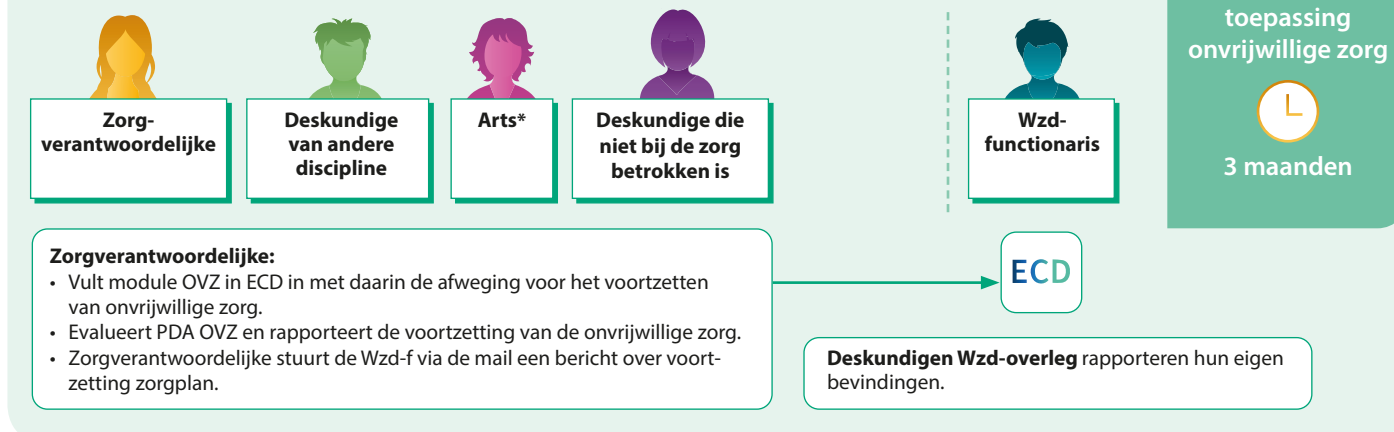 Zorg-
verantwoordelijke
Deskundige
van andere
discipline
Arts*
Deskundige die
niet bij de zorg
betrokken is
Wzd-
functionaris
toepassing
onvrijwillige zorg
3 maanden
Zorgverantwoordelijke:
• Vult module OVZ in ECD in met daarin de afweging voor het voortzetten
van onvrijwillige zorg.
• Evalueert PDA OVZ en rapporteert de voortzetting van de onvrijwillige zorg.
• Zorgverantwoordelijke stuurt de Wzd-f via de mail een bericht over voort-
zetting zorgplan.
ECD
Deskundigen Wzd-overleg rapporteren hun eigen
bevindingen.